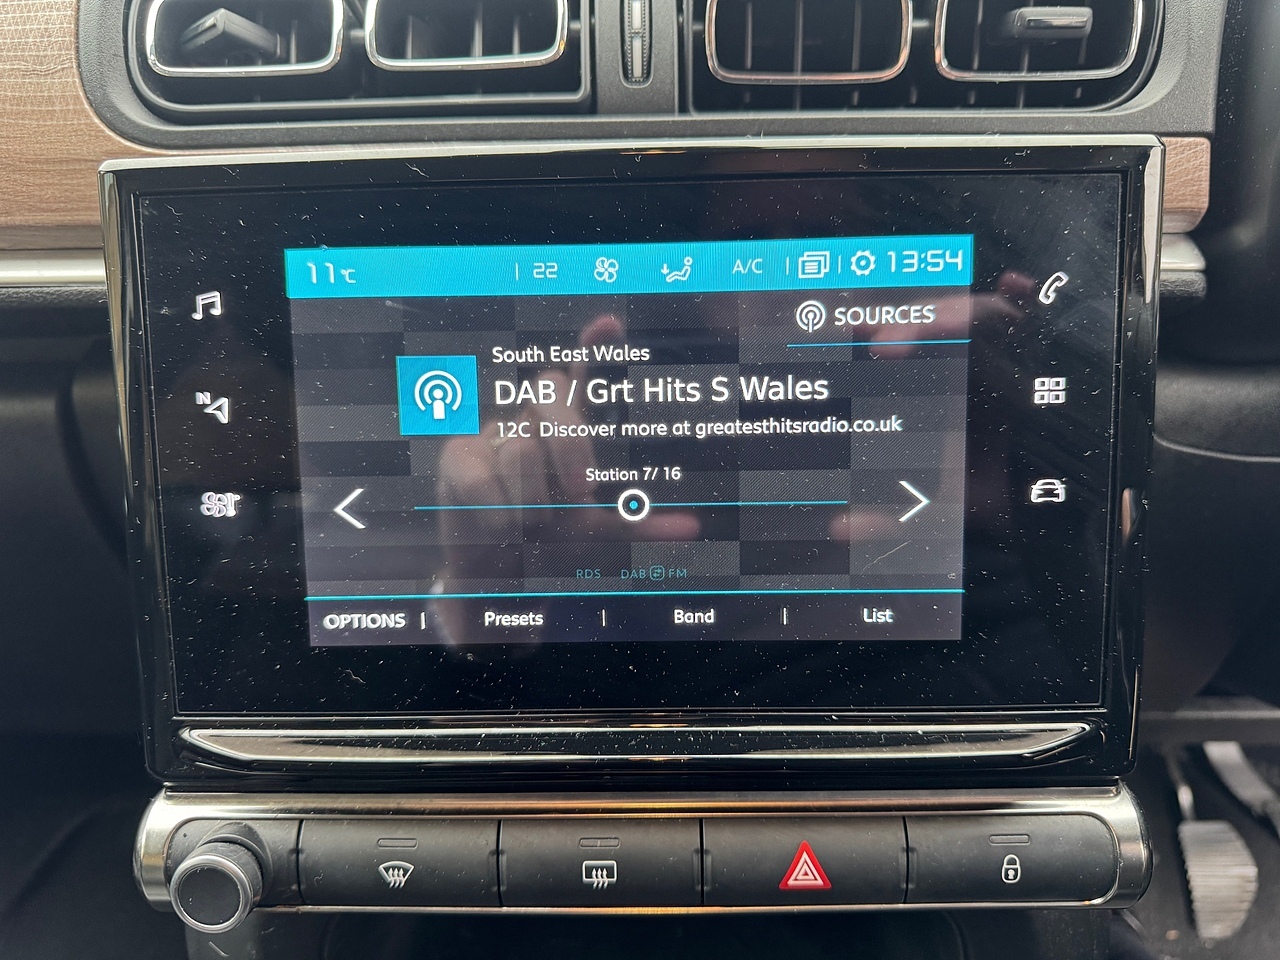 11°C 22 A/C 13:54
SOURCES
South East Wales
DAB / Grt Hits S Wales
12C Discover more at greatesthitsradio.co.uk
Station 7/ 16
N
RDS DAB FM
OPTIONS | Presets | Band | List